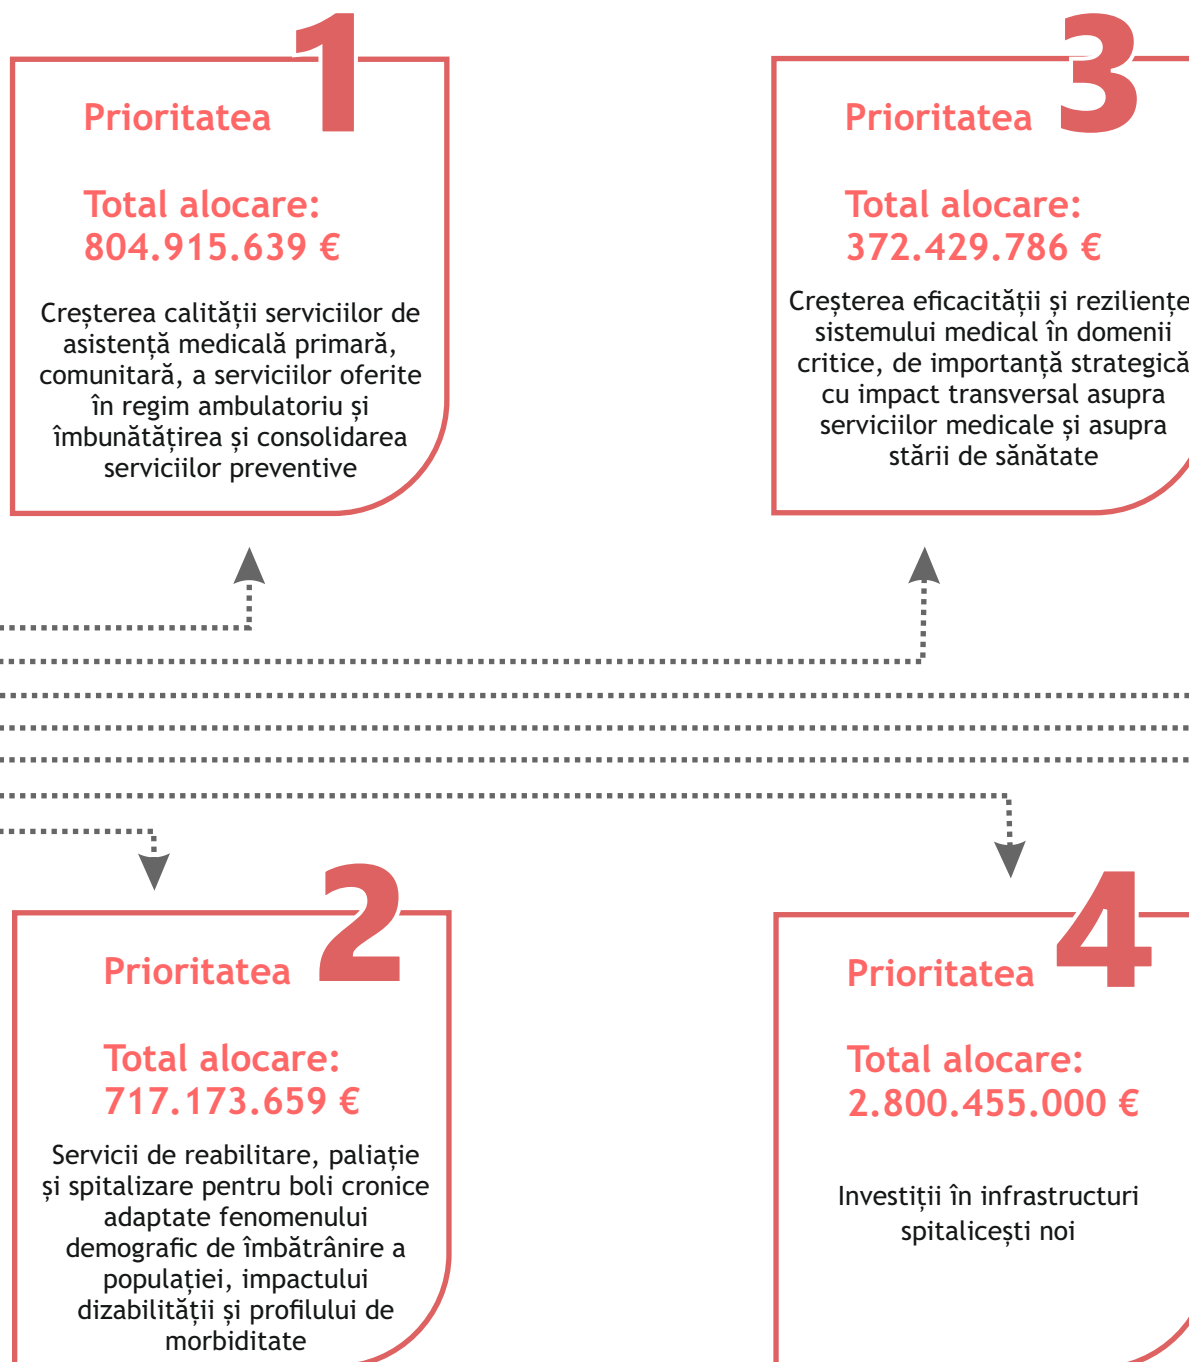 1
Prioritatea
Total alocare:
804.915.639 €
Creșterea calității serviciilor de
asistență medicală primară,
comunitară, a serviciilor oferite
în regim ambulatoriu și
îmbunătățirea și consolidarea
serviciilor preventive
3
Prioritatea
Total alocare:
372.429.786 €
Creșterea eficacității și reziliențe
sistemului medical în domenii
critice, de importanță strategică
cu impact transversal asupra
serviciilor medicale și asupra
stării de sănătate
2
Prioritatea
Total alocare:
717.173.659 €
Servicii de reabilitare, paliație
și spitalizare pentru boli cronice
adaptate fenomenului
demografic de îmbătrânire a
populației, impactului
dizabilității și profilului de
morbiditate
4
Prioritatea
Total alocare:
2.800.455.000 €
Investiții în infrastructuri
spitalicești noi